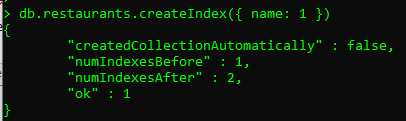 > db.restaurants.createIndex({ name: 1 })
{
        "createdCollectionAutomatically" : false,
        "numIndexesBefore" : 1,
        "numIndexesAfter" : 2,
        "ok" : 1
}